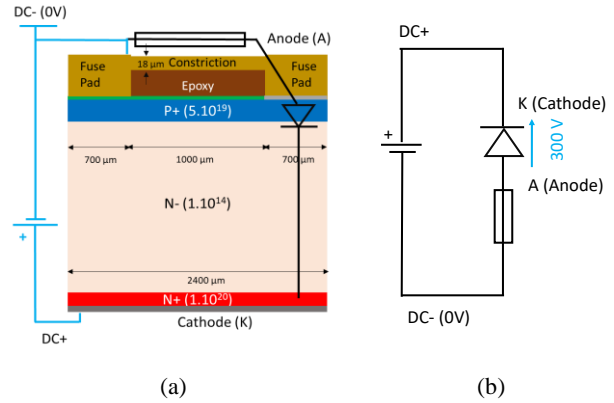 DC- (0V)
Anode (A)
Fuse
Pad
18 µm
Constriction
Epoxy
Fuse
Pad
P+ (5.10¹⁹)
700 µm
1000 µm
700 µm
N- (1.10¹⁴)
+
2400 µm
N+ (1.10²⁰)
Cathode (K)
DC+
(a)
DC+
K (Cathode)
+
300 V
A (Anode)
DC- (0V)
(b)